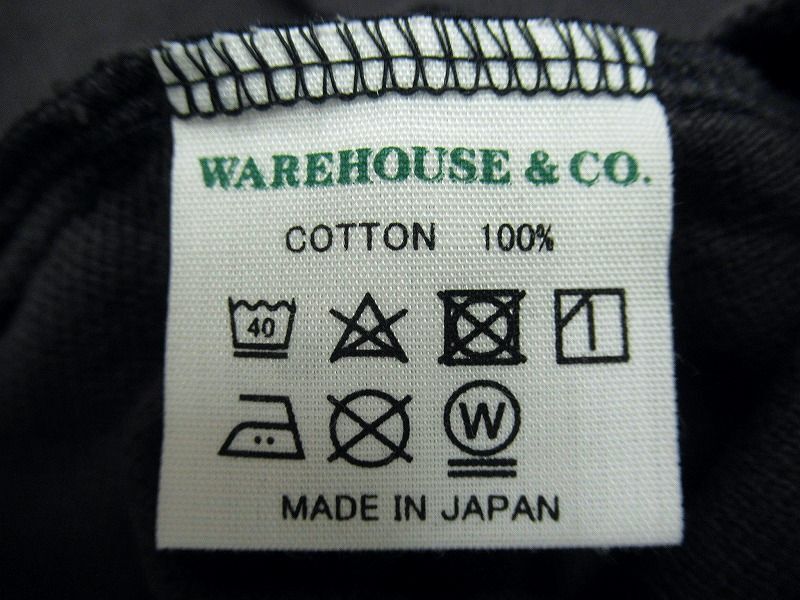 WAREHOUSE & CO.
COTTON 100%
40
W
MADE IN JAPAN